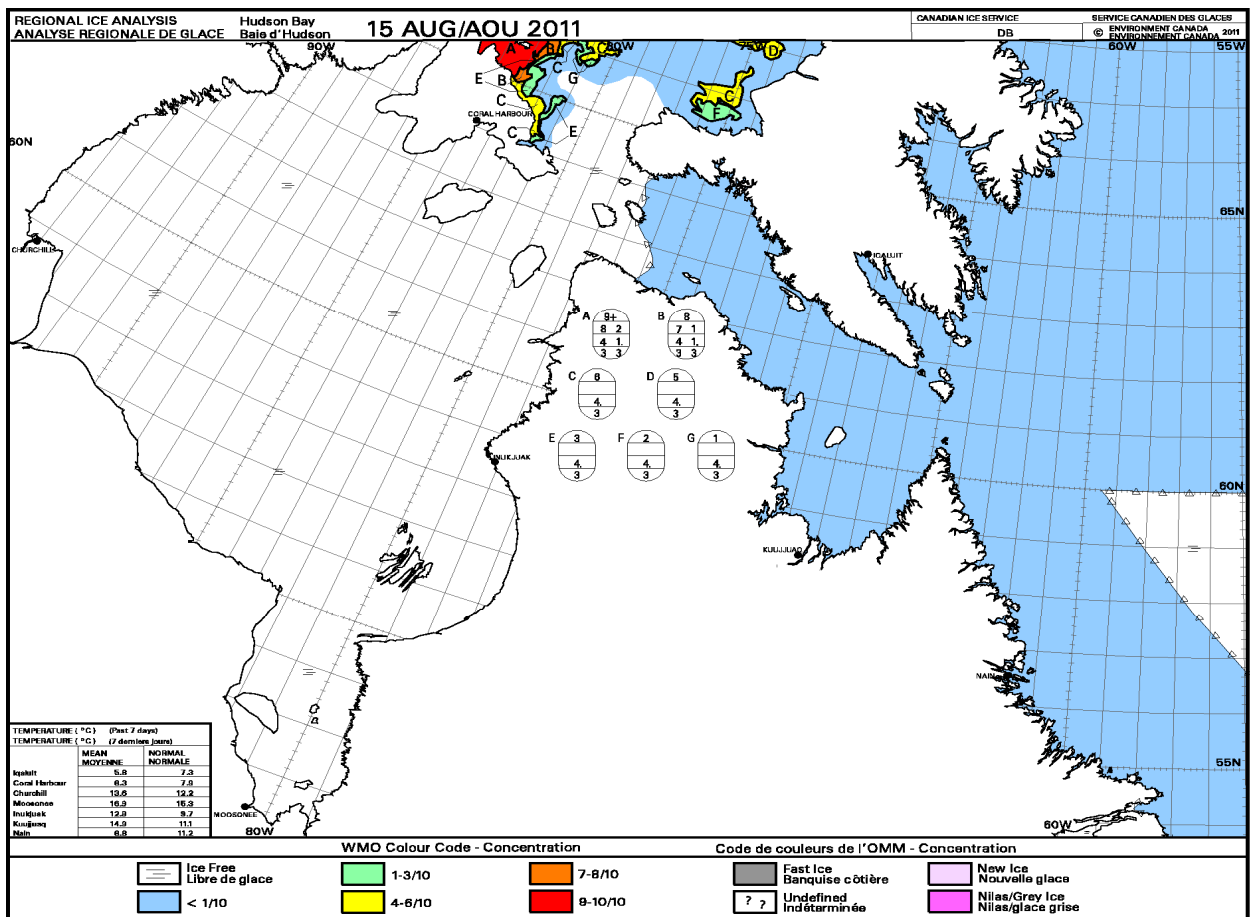 REGIONAL ICE ANALYSIS
ANALYSE REGIONALE DE GLACE
Hudson Bay
Baie d'Hudson
15 AUG/AOU 2011
CANADIAN ICE SERVICE
SERVICE CANADIEN DES GLACES
DB
© ENVIRONMENT CANADA 2011
ENVIRONNEMENT CANADA
90W
80W
60W
55W
A
B
C
C
D
E
B
C
G
C
F
C
E
CORAL HARBOUR
60N
65N
CHURCHILL
IQALUIT
A 9+
8 2
4 1.
3 3
B 8
7 1
4 1.
3 3
C 6
4.
3
D 5
4.
3
E 3
4.
3
F 2
4.
3
G 1
4.
3
INUKJUAK
60N
KUUJJUAQ
NAIN
55N
MOOSONEE
80W
60W
TEMPERATURE ( °C ) (Past 7 days)
TEMPERATURE ( °C ) (7 derniers jours)
MEAN NORMAL
MOYENNE NORMALE
Iqaluit 5.8 7.3
Coral Harbour 8.3 7.9
Churchill 13.6 12.2
Moosonee 16.9 15.3
Inukjuak 12.8 9.7
Kuujjuaq 14.9 11.1
Nain 8.8 11.2
WMO Colour Code - Concentration
Code de couleurs de l'OMM - Concentration
Ice Free
Libre de glace
1-3/10
7-8/10
Fast Ice
Banquise côtière
New Ice
Nouvelle glace
< 1/10
4-6/10
9-10/10
? ?
Undefined
Indéterminée
Nilas/Grey Ice
Nilas/glace grise